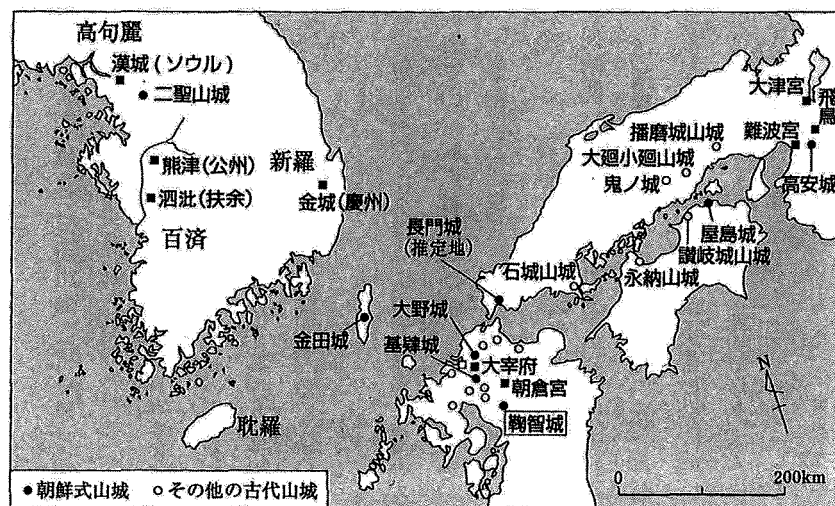 高句麗
漢城(ソウル)
二聖山城
熊津(公州)
新羅
泗沘(扶余)
金城(慶州)
百済
耽羅
金田城
長門城
(推定地)
大野城
基肄城
大宰府
朝倉宮
鞠智城
石城山城
永納山城
讃岐城山城
屋島城
播磨城山城
大廻小廻山城
鬼ノ城
大津宮
飛鳥
難波宮
高安城
N
0 200km
●朝鮮式山城 ○その他の古代山城